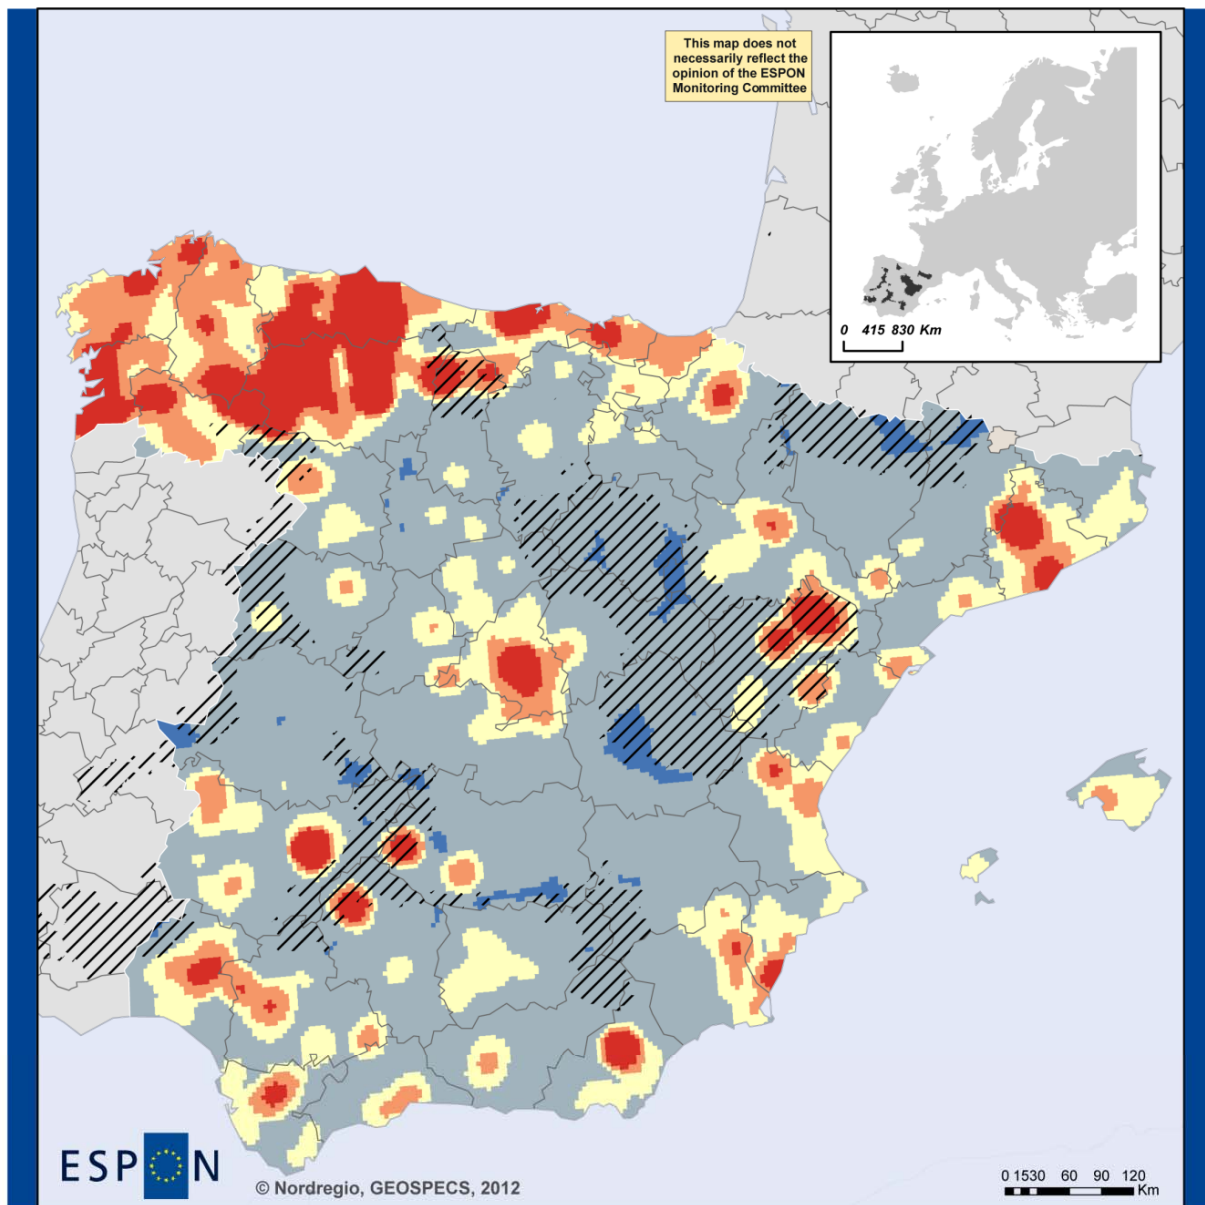 This map does not
necessarily reflect the
opinion of the ESPON
Monitoring Committee
0 415 830 Km
ESPON
© Nordregio, GEOSPECS, 2012
0 1530 60 90 120
Km